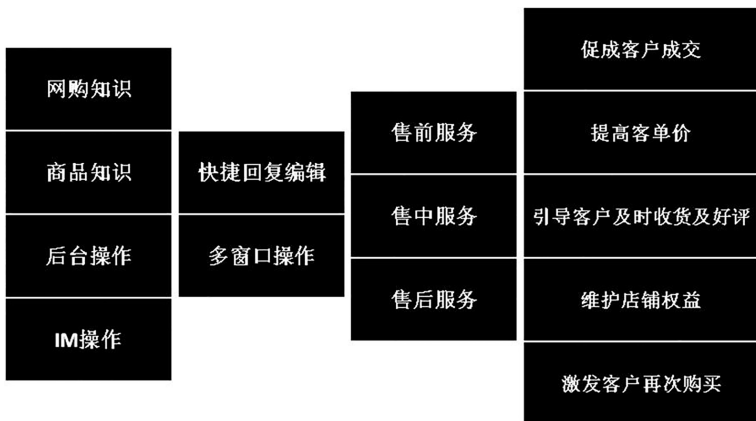 网购知识
商品知识
后台操作
IM操作
快捷回复编辑
多窗口操作
售前服务
售中服务
售后服务
促成客户成交
提高客单价
引导客户及时收货及好评
维护店铺权益
激发客户再次购买